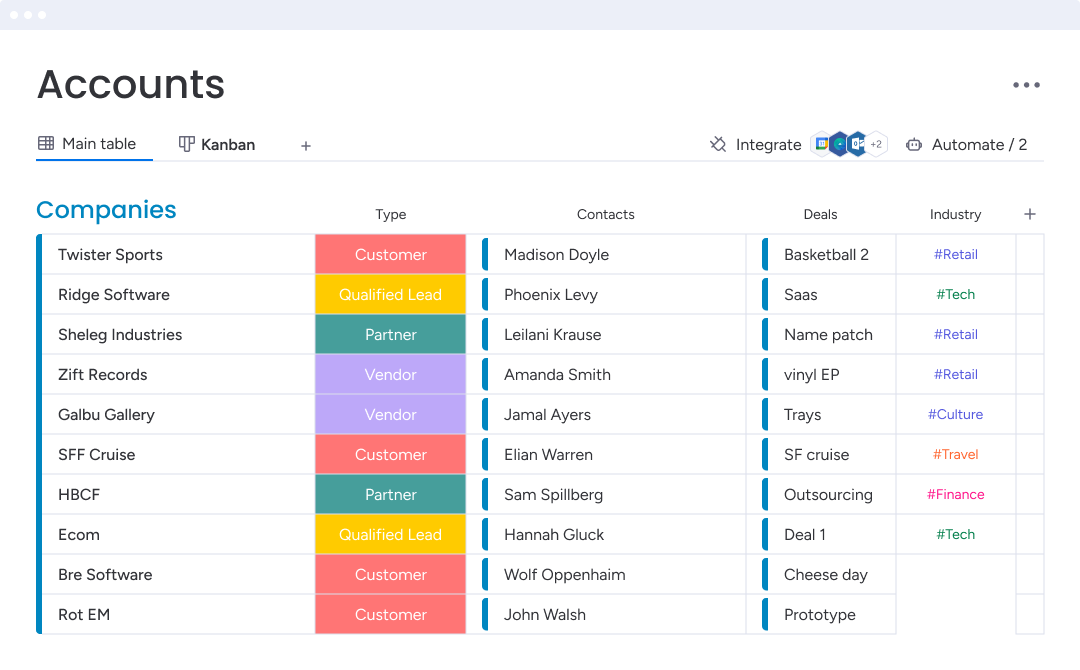 Accounts
Main table Kanban + Integrate +2 Automate / 2
Companies Type Contacts Deals Industry +
Twister Sports Customer Madison Doyle Basketball 2 #Retail
Ridge Software Qualified Lead Phoenix Levy Saas #Tech
Sheleg Industries Partner Leilani Krause Name patch #Retail
Zift Records Vendor Amanda Smith vinyl EP #Retail
Galbu Gallery Vendor Jamal Ayers Trays #Culture
SFF Cruise Customer Elian Warren SF cruise #Travel
HBCF Partner Sam Spillberg Outsourcing #Finance
Ecom Qualified Lead Hannah Gluck Deal 1 #Tech
Bre Software Customer Wolf Oppenhaim Cheese day
Rot EM Customer John Walsh Prototype